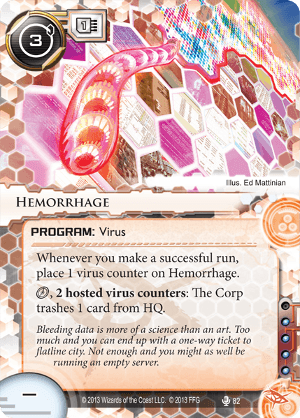 3
Illus. Ed Mattinian
HEMORRHAGE
PROGRAM: Virus
Whenever you make a successful run,
place 1 virus counter on Hemorrhage.
, 2 hosted virus counters: The Corp
trashes 1 card from HQ.
Bleeding data is more of a science than an art. Too
much and you can end up with a one-way ticket to
flatline city. Not enough and you might as well be
running an empty server.
–
© 2013 Wizards of the Coast LLC. © 2013 FFG
82